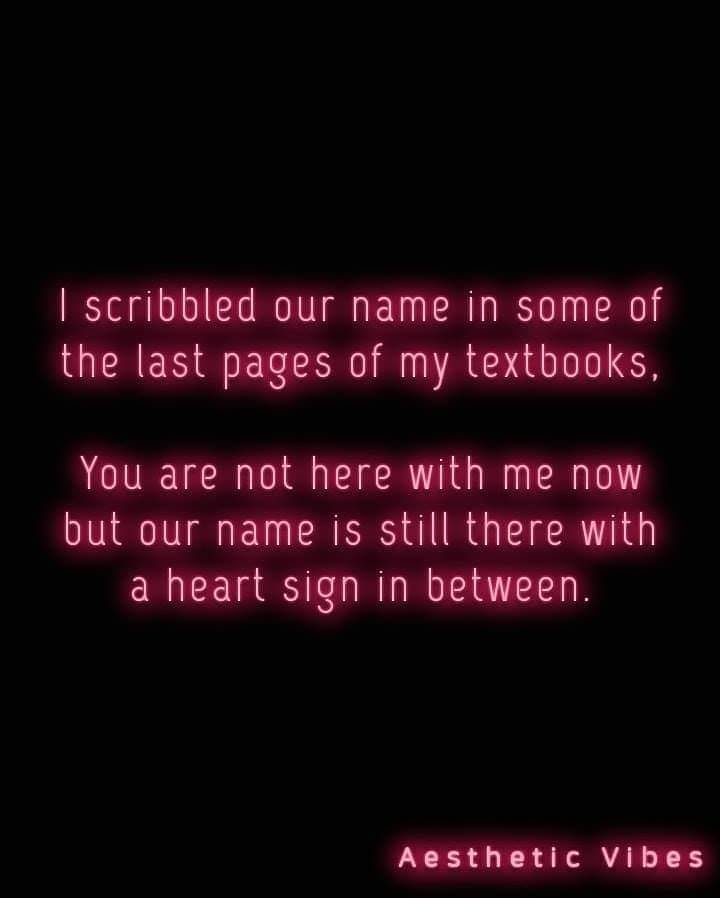 I scribbled our name in some of
the last pages of my textbooks,
You are not here with me now
but our name is still there with
a heart sign in between.
Aesthetic Vibes